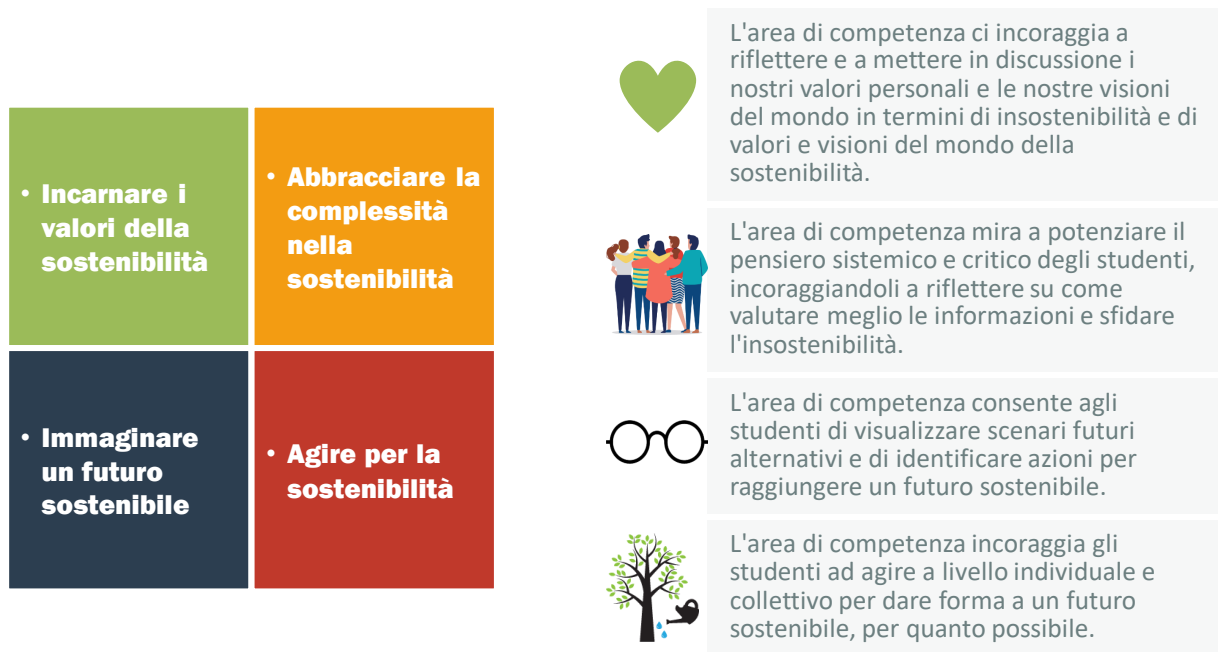 • Incarnare i
valori della
sostenibilità
• Abbracciare la
complessità
nella
sostenibilità
• Immaginare
un futuro
sostenibile
• Agire per la
sostenibilità
L'area di competenza ci incoraggia a
riflettere e a mettere in discussione i
nostri valori personali e le nostre visioni
del mondo in termini di insostenibilità e di
valori e visioni del mondo della
sostenibilità.
L'area di competenza mira a potenziare il
pensiero sistemico e critico degli studenti,
incoraggiandoli a riflettere su come
valutare meglio le informazioni e sfidare
l'insostenibilità.
L'area di competenza consente agli
studenti di visualizzare scenari futuri
alternativi e di identificare azioni per
raggiungere un futuro sostenibile.
L'area di competenza incoraggia gli
studenti ad agire a livello individuale e
collettivo per dare forma a un futuro
sostenibile, per quanto possibile.